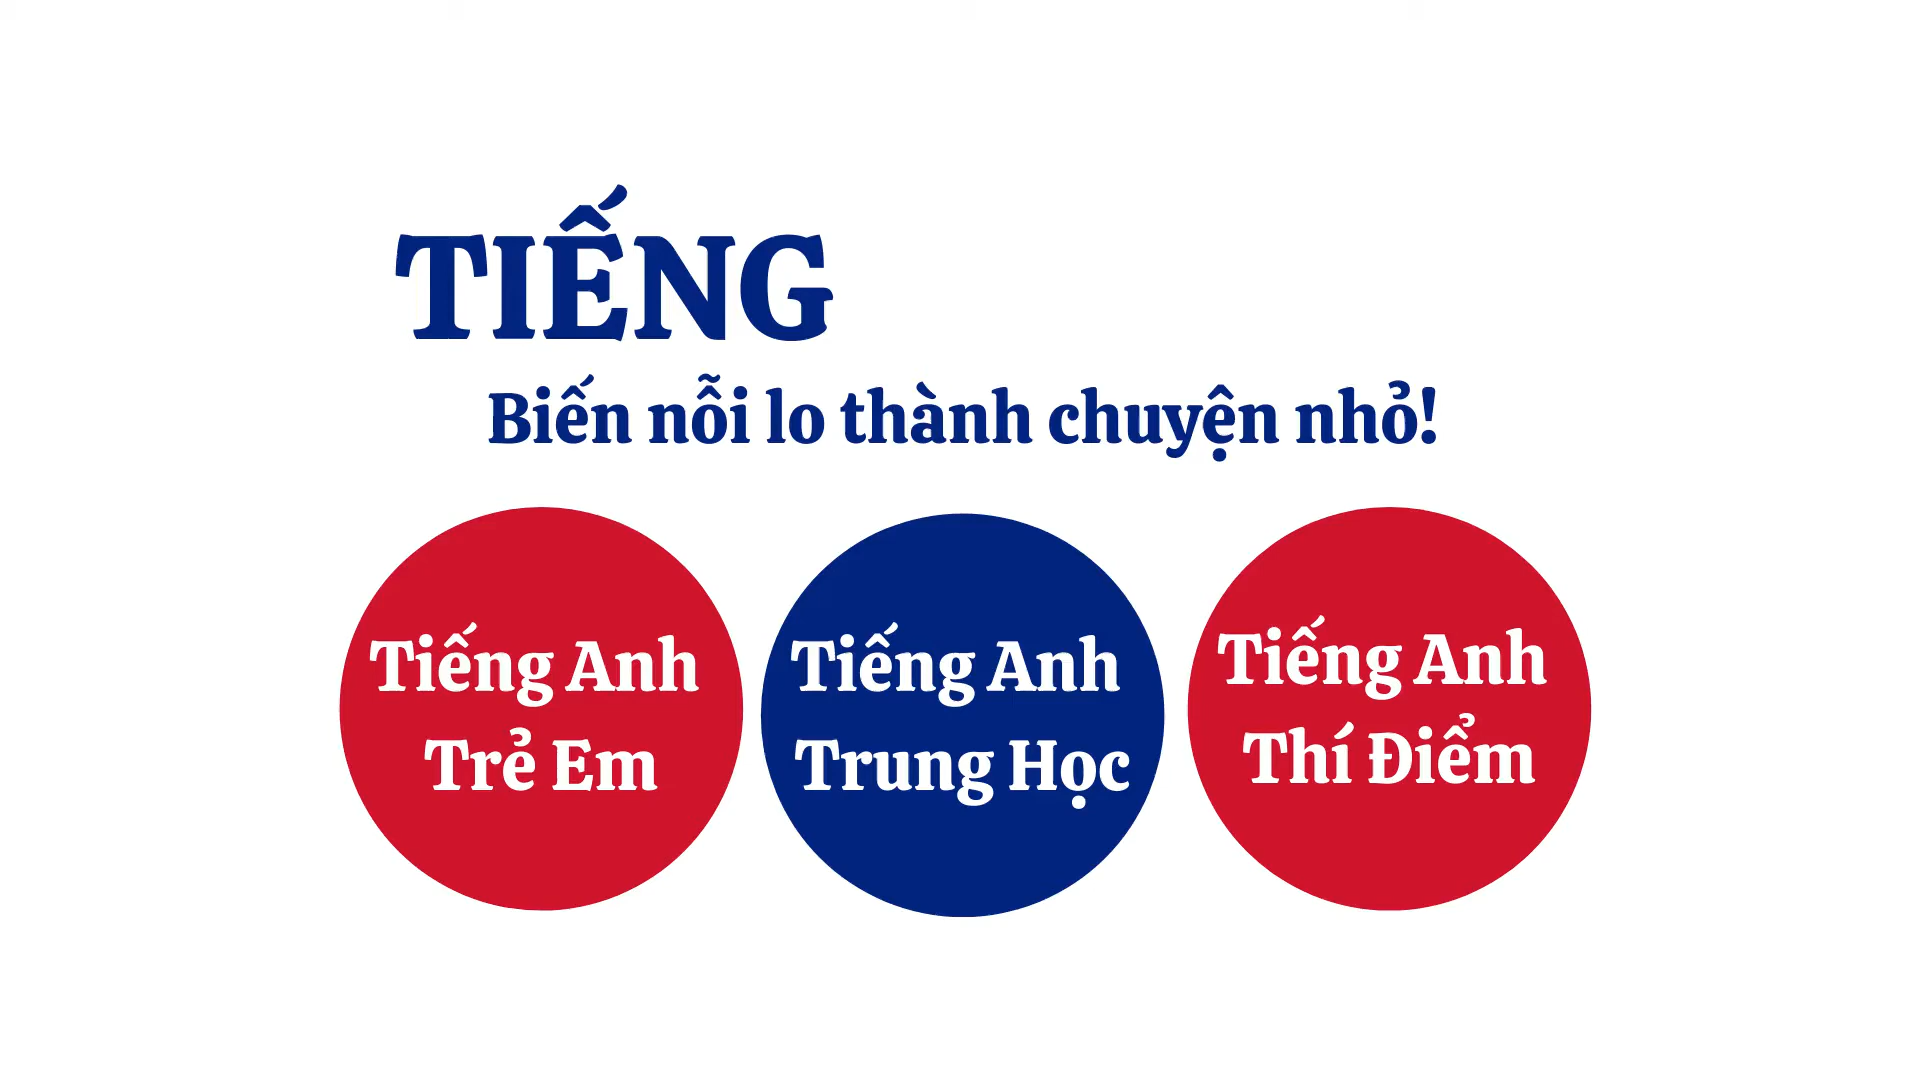 TIẾNG
Biến nỗi lo thành chuyện nhỏ!
Tiếng Anh
Trẻ Em
Tiếng Anh
Trung Học
Tiếng Anh
Thí Điểm